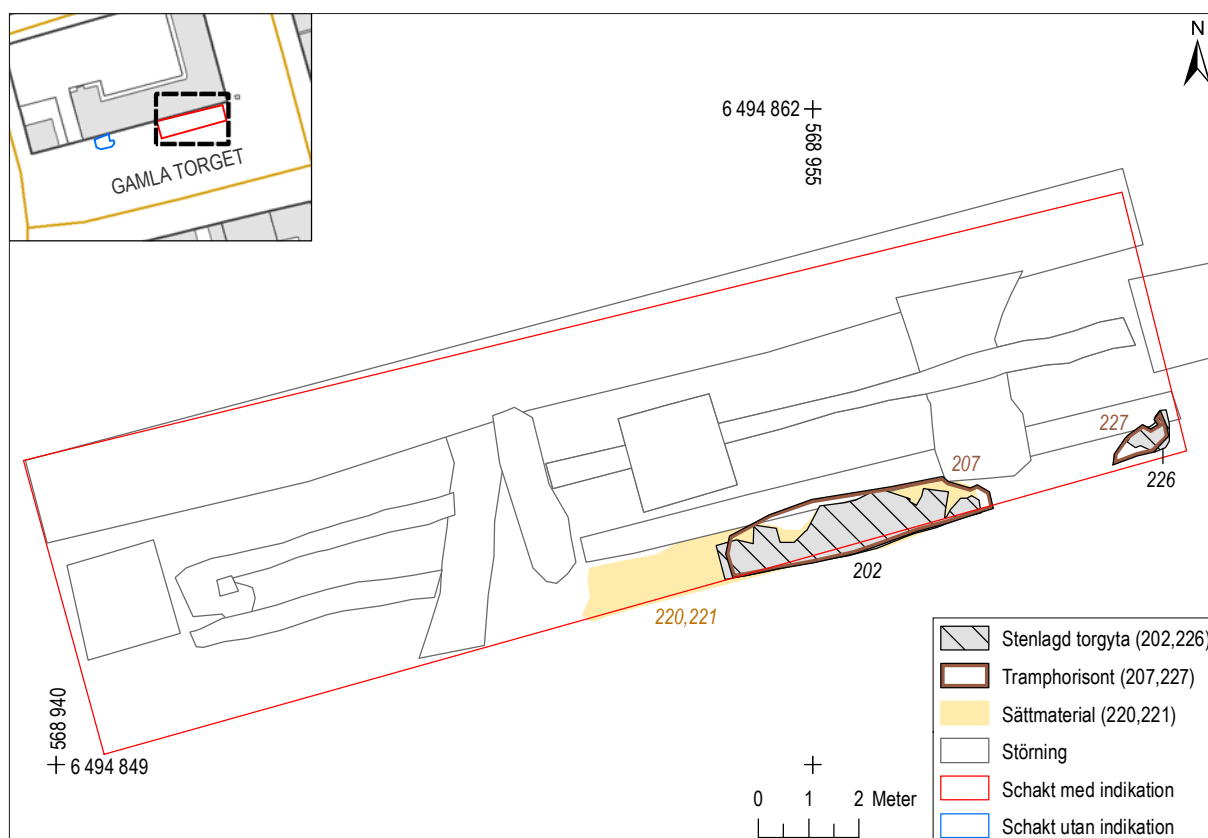 N
GAMLA TORGET
6 494 862
568 955
227
207
226
202
220,221
568 940
6 494 849
0 1 2 Meter
Stenlagd torgyta (202,226)
Tramphorisont (207,227)
Sättmaterial (220,221)
Störning
Schakt med indikation
Schakt utan indikation